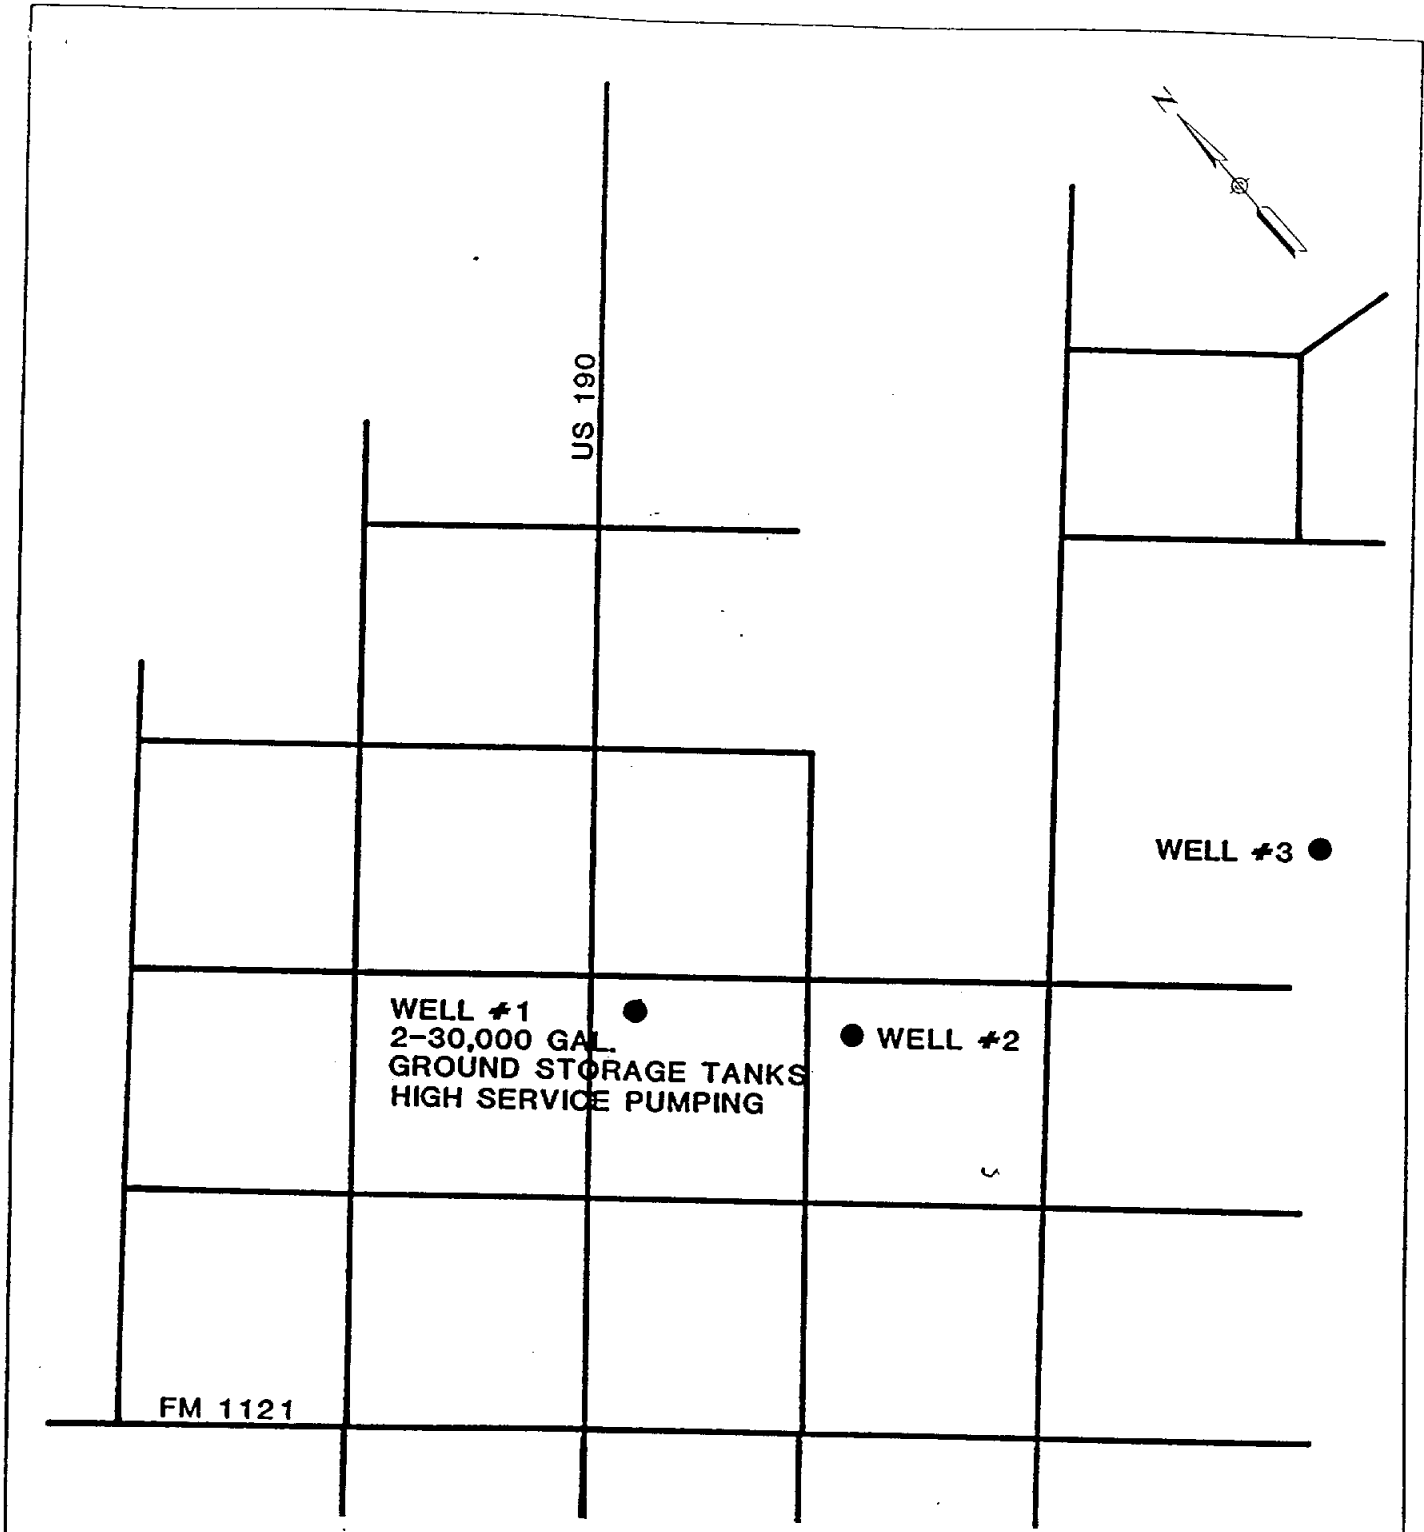 N
US 190
WELL #3
WELL #1
2-30,000 GAL.
GROUND STORAGE TANKS
HIGH SERVICE PUMPING
WELL #2
FM 1121